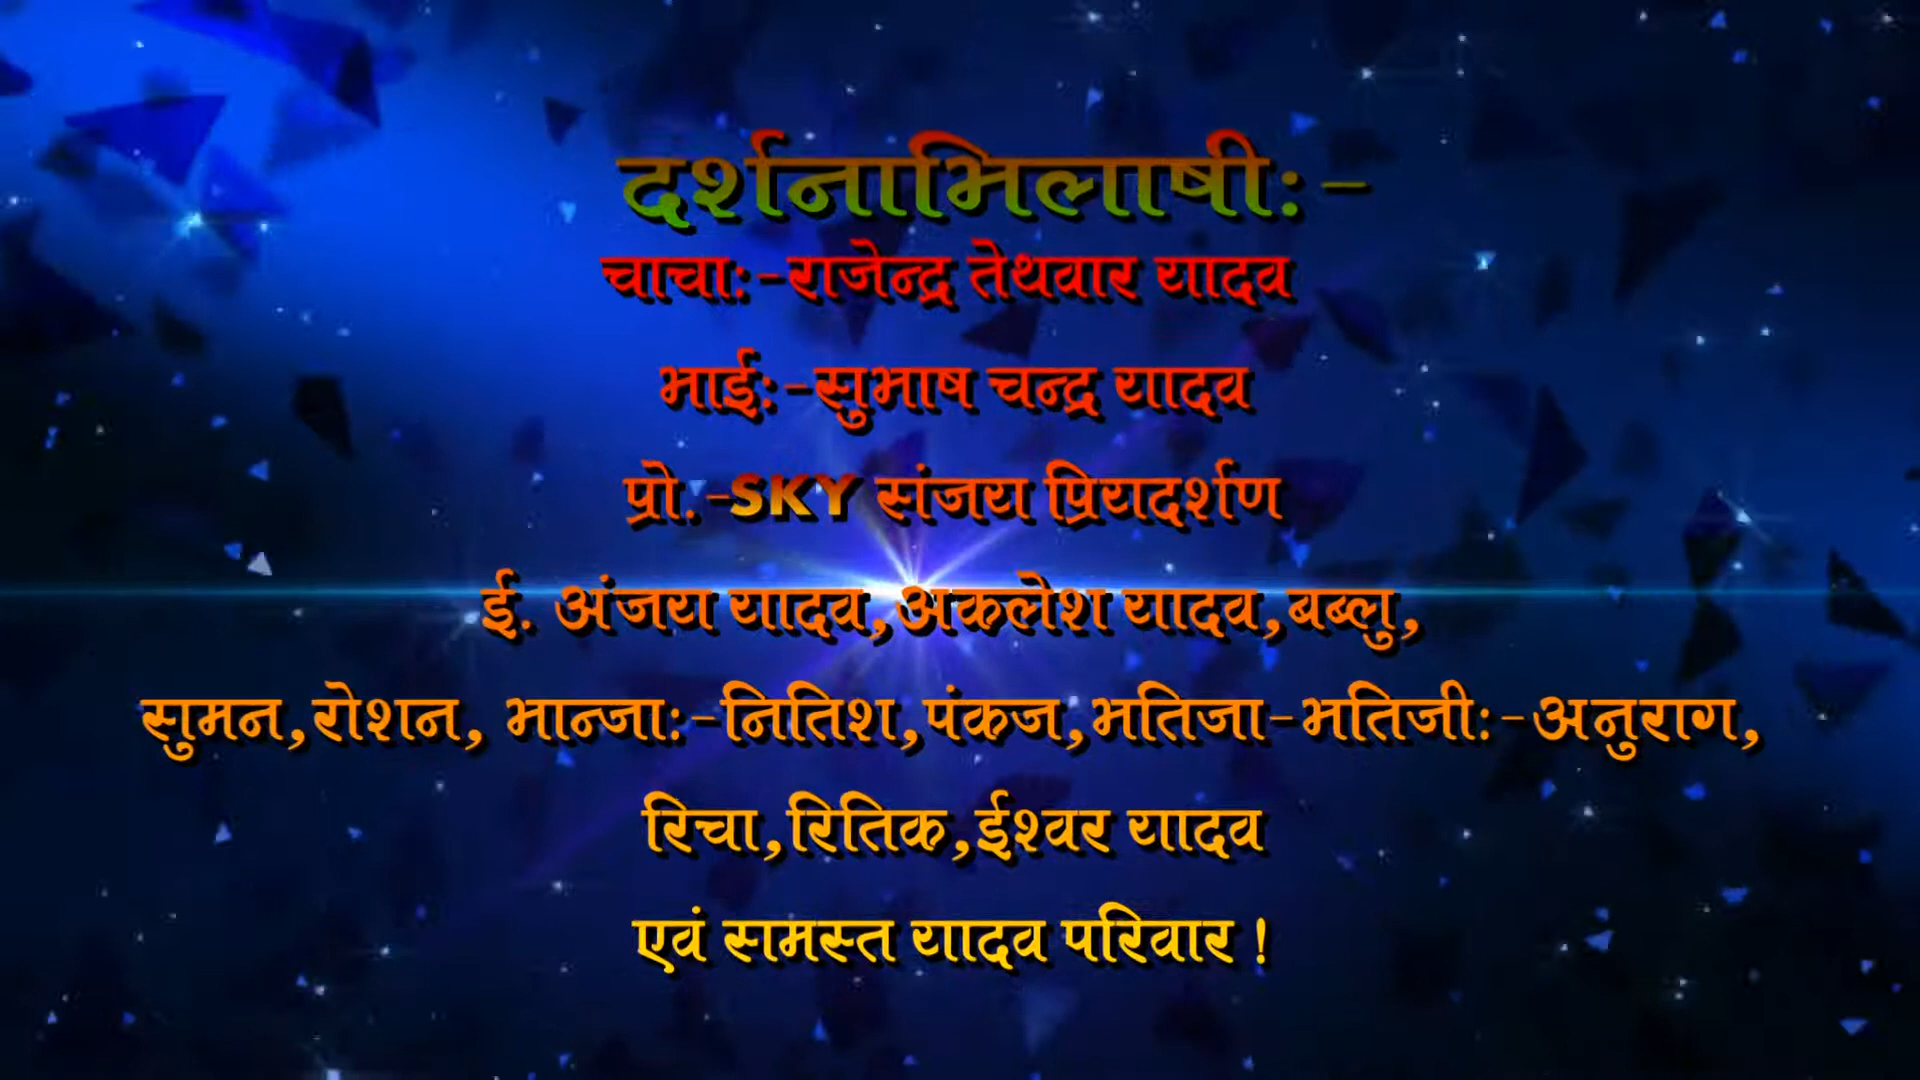 दर्शनाभिलाषी:-
चाचा:-राजेन्द्र तेथवार यादव
भाई:-सुभाष चन्द्र यादव
प्रो.-SKY संजय प्रियदर्शण
ई. अंजय यादव,अकलेश यादव,बब्लु,
सुमन,रोशन, भान्जा:-नितिश,पंकज,भतिजा-भतिजी:-अनुराग,
रिचा,रितिक,ईश्वर यादव
एवं समस्त यादव परिवार !